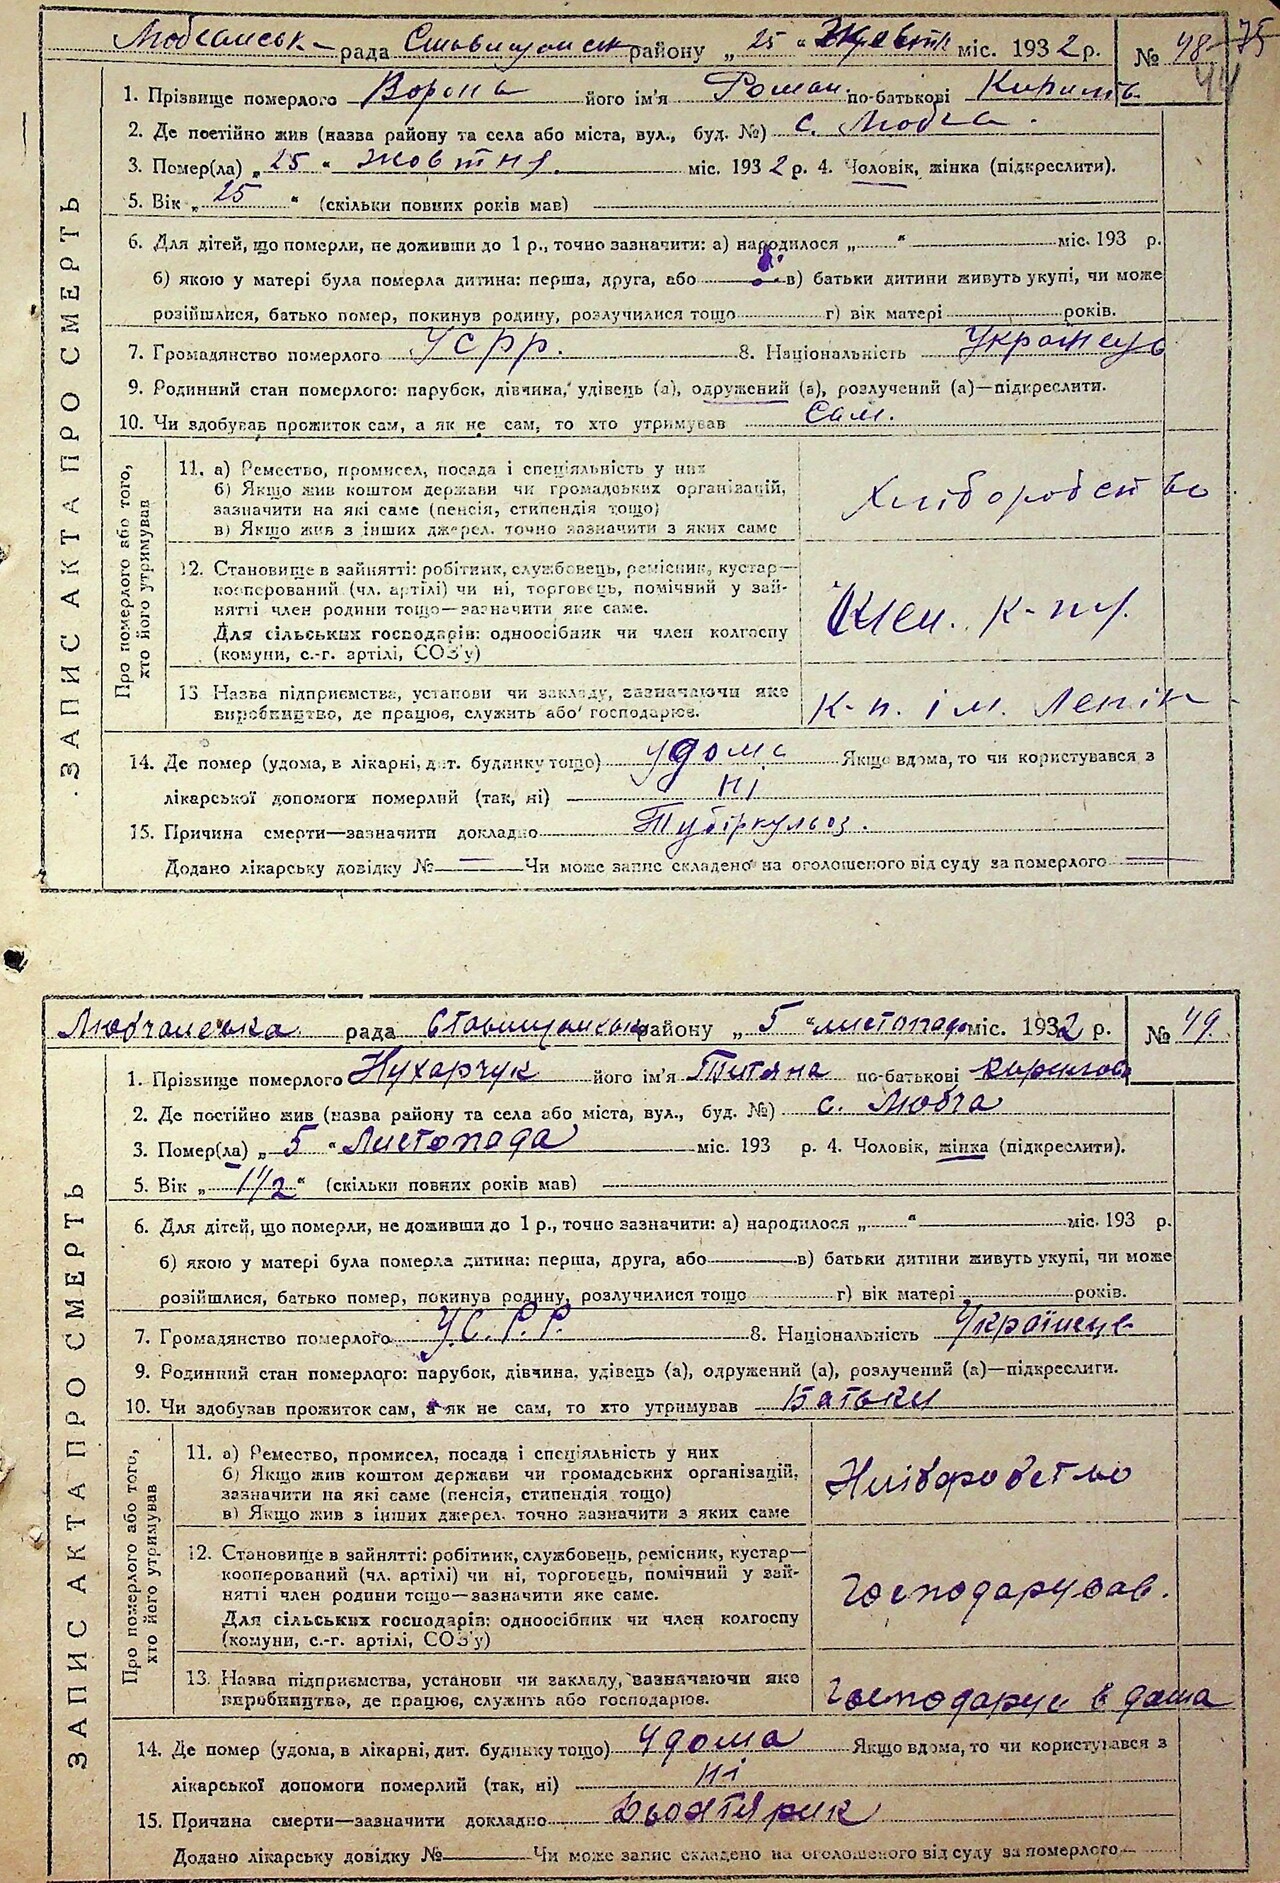 рада районну „ 25 “ міс. 1932 р. № 48
75
44
ЗАПИС АКТА ПРО СМЕРТЬ
1. Прізвище померлого Ворона його ім'я Роман по-батькові
2. Де постійно жив (назва району та села або міста, вул., буд. №) с. Любча
3. Помер(ла) „ 25 “ жовтня міс. 1932 р. 4. Чоловік, жінка (підкреслити).
5. Вік „ 25 “ (скільки повних років мав)
6. Для дітей, що померли, не доживши до 1 р., точно зазначити: а) народилося „ “ міс. 193 р.
б) якою у матері була померла дитина: перша, друга, або в) батьки дитини живуть укупі, чи може
розійшлися, батько помер, покинув родину, розлучилися тощо г) вік матері років.
7. Громадянство померлого УСРР. 8. Національність Українець
9. Родинний стан померлого: парубок, дівчина, удівець (а), одружений (а), розлучений (а)—підкреслити.
10. Чи здобував прожиток сам, а як не сам, то хто утримував Сам.
Про померлого або того,
хто його утримував
11. а) Ремество, промисел, посада і спеціяльність у них
б) Якщо жив коштом держави чи громадських організацій,
зазначити на які саме (пенсія, стипендія тощо)
в) Якщо жив з інших джерел. точно зазначити з яких саме
Хліборобство
12. Становище в зайнятті: робітник, службовець, ремісник, кустар—
кооперований (чл. артілі) чи ні, торговець, помічний у зай-
нятті член родини тощо—зазначити яке саме.
Для сільських господарів: одноосібник чи член колгоспу
(комуни, с.-г. артілі, СОЗ'у)
13 Назва підприємства, установи чи закладу, зазначаючи яке
виробництво, де працює, служить або господарює.
к-п. ім. Ленін
14. Де помер (удома, в лікарні, дит. будинку тощо) удома Якщо вдома, то чи користувався з
лікарської допомоги померлий (так, ні) ні
15. Причина смерти—зазначити докладно Тубіркульоз.
Додано лікарську довідку № Чи може запис складено на оголошеного від суду за померлого
Любчанська рада району „ 5 “ листопада міс. 1932 р. № 49.
ЗАПИС АКТА ПРО СМЕРТЬ
1. Прізвище померлого Кухарчук його ім'я Титяна по-батькові
2. Де постійно жив (назва району та села або міста, вул., буд. №) с. Любча
3. Помер(ла) „ 5 “ Листопада міс. 193 р. 4. Чоловік, жінка (підкреслити).
5. Вік „ 1 1/2 “ (скільки повних років мав)
6. Для дітей, що померли, не доживши до 1 р., точно зазначити: а) народилося „ “ міс. 193 р.
б) якою у матері була померла дитина: перша, друга, або в) батьки дитини живуть укупі, чи може
розійшлися, батько помер, покинув родину, розлучилися тощо г) вік матері років.
7. Громадянство померлого У.С.Р.Р. 8. Національність Українець
9. Родинний стан померлого: парубок, дівчина, удівець (а), одружений (а), розлучений (а)—підкреслити.
10. Чи здобував прожиток сам, а як не сам, то хто утримував Батьки
Про померлого або того,
хто його утримував
11. а) Ремество, промисел, посада і спеціяльність у них
б) Якщо жив коштом держави чи громадських організацій,
зазначити на які саме (пенсія, стипендія тощо)
в) Якщо жив з інших джерел. точно зазначити з яких саме
Хліборобство
12. Становище в зайнятті: робітник, службовець, ремісник, кустар—
кооперований (чл. артілі) чи ні, торговець, помічний у зай-
нятті член родини тощо—зазначити яке саме.
Для сільських господарів: одноосібник чи член колгоспу
(комуни, с.-г. артілі, СОЗ'у)
Господарював.
13. Назва підприємства, установи чи закладу, зазначаючи яке
виробництво, де працює, служить або господарює.
Господарує
14. Де помер (удома, в лікарні, дит. будинку тощо) Удома Якщо вдома, то чи користувався з
лікарської допомоги померлий (так, ні) ні
15. Причина смерти—зазначити докладно
Додано лікарську довідку № Чи може запис складено на оголошеного від суду за померлого